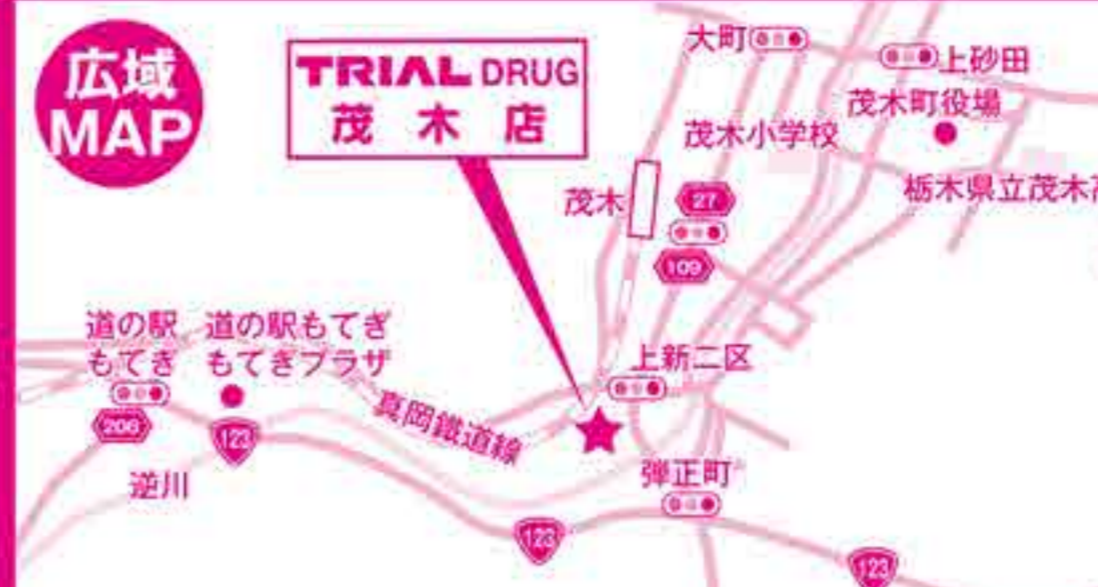 広域
MAP
TRIAL DRUG
茂木店
大町
上砂田
茂木町役場
茂木小学校
栃木県立茂木高
茂木
27
109
道の駅
もてぎ
道の駅もてぎ
もてぎプラザ
上新二区
真岡鐵道線
206
123
逆川
弾正町
123
123